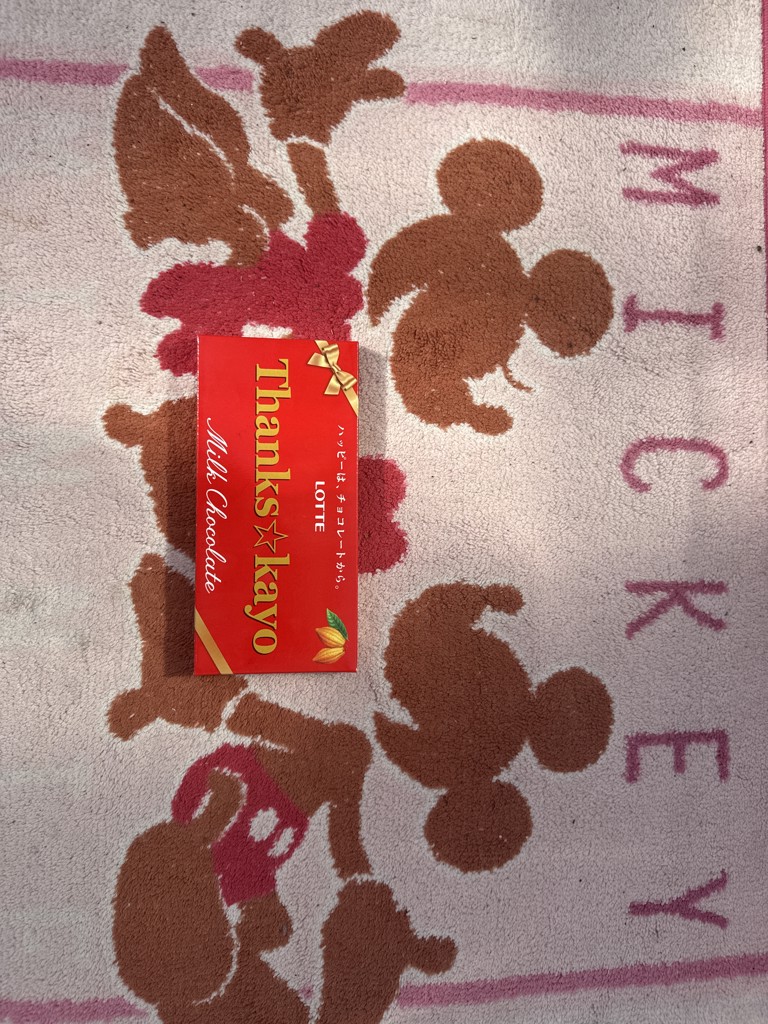 MICKEY
ハッピーは、チョコレートから。
LOTTE
Thanks☆kayo
Milk Chocolate